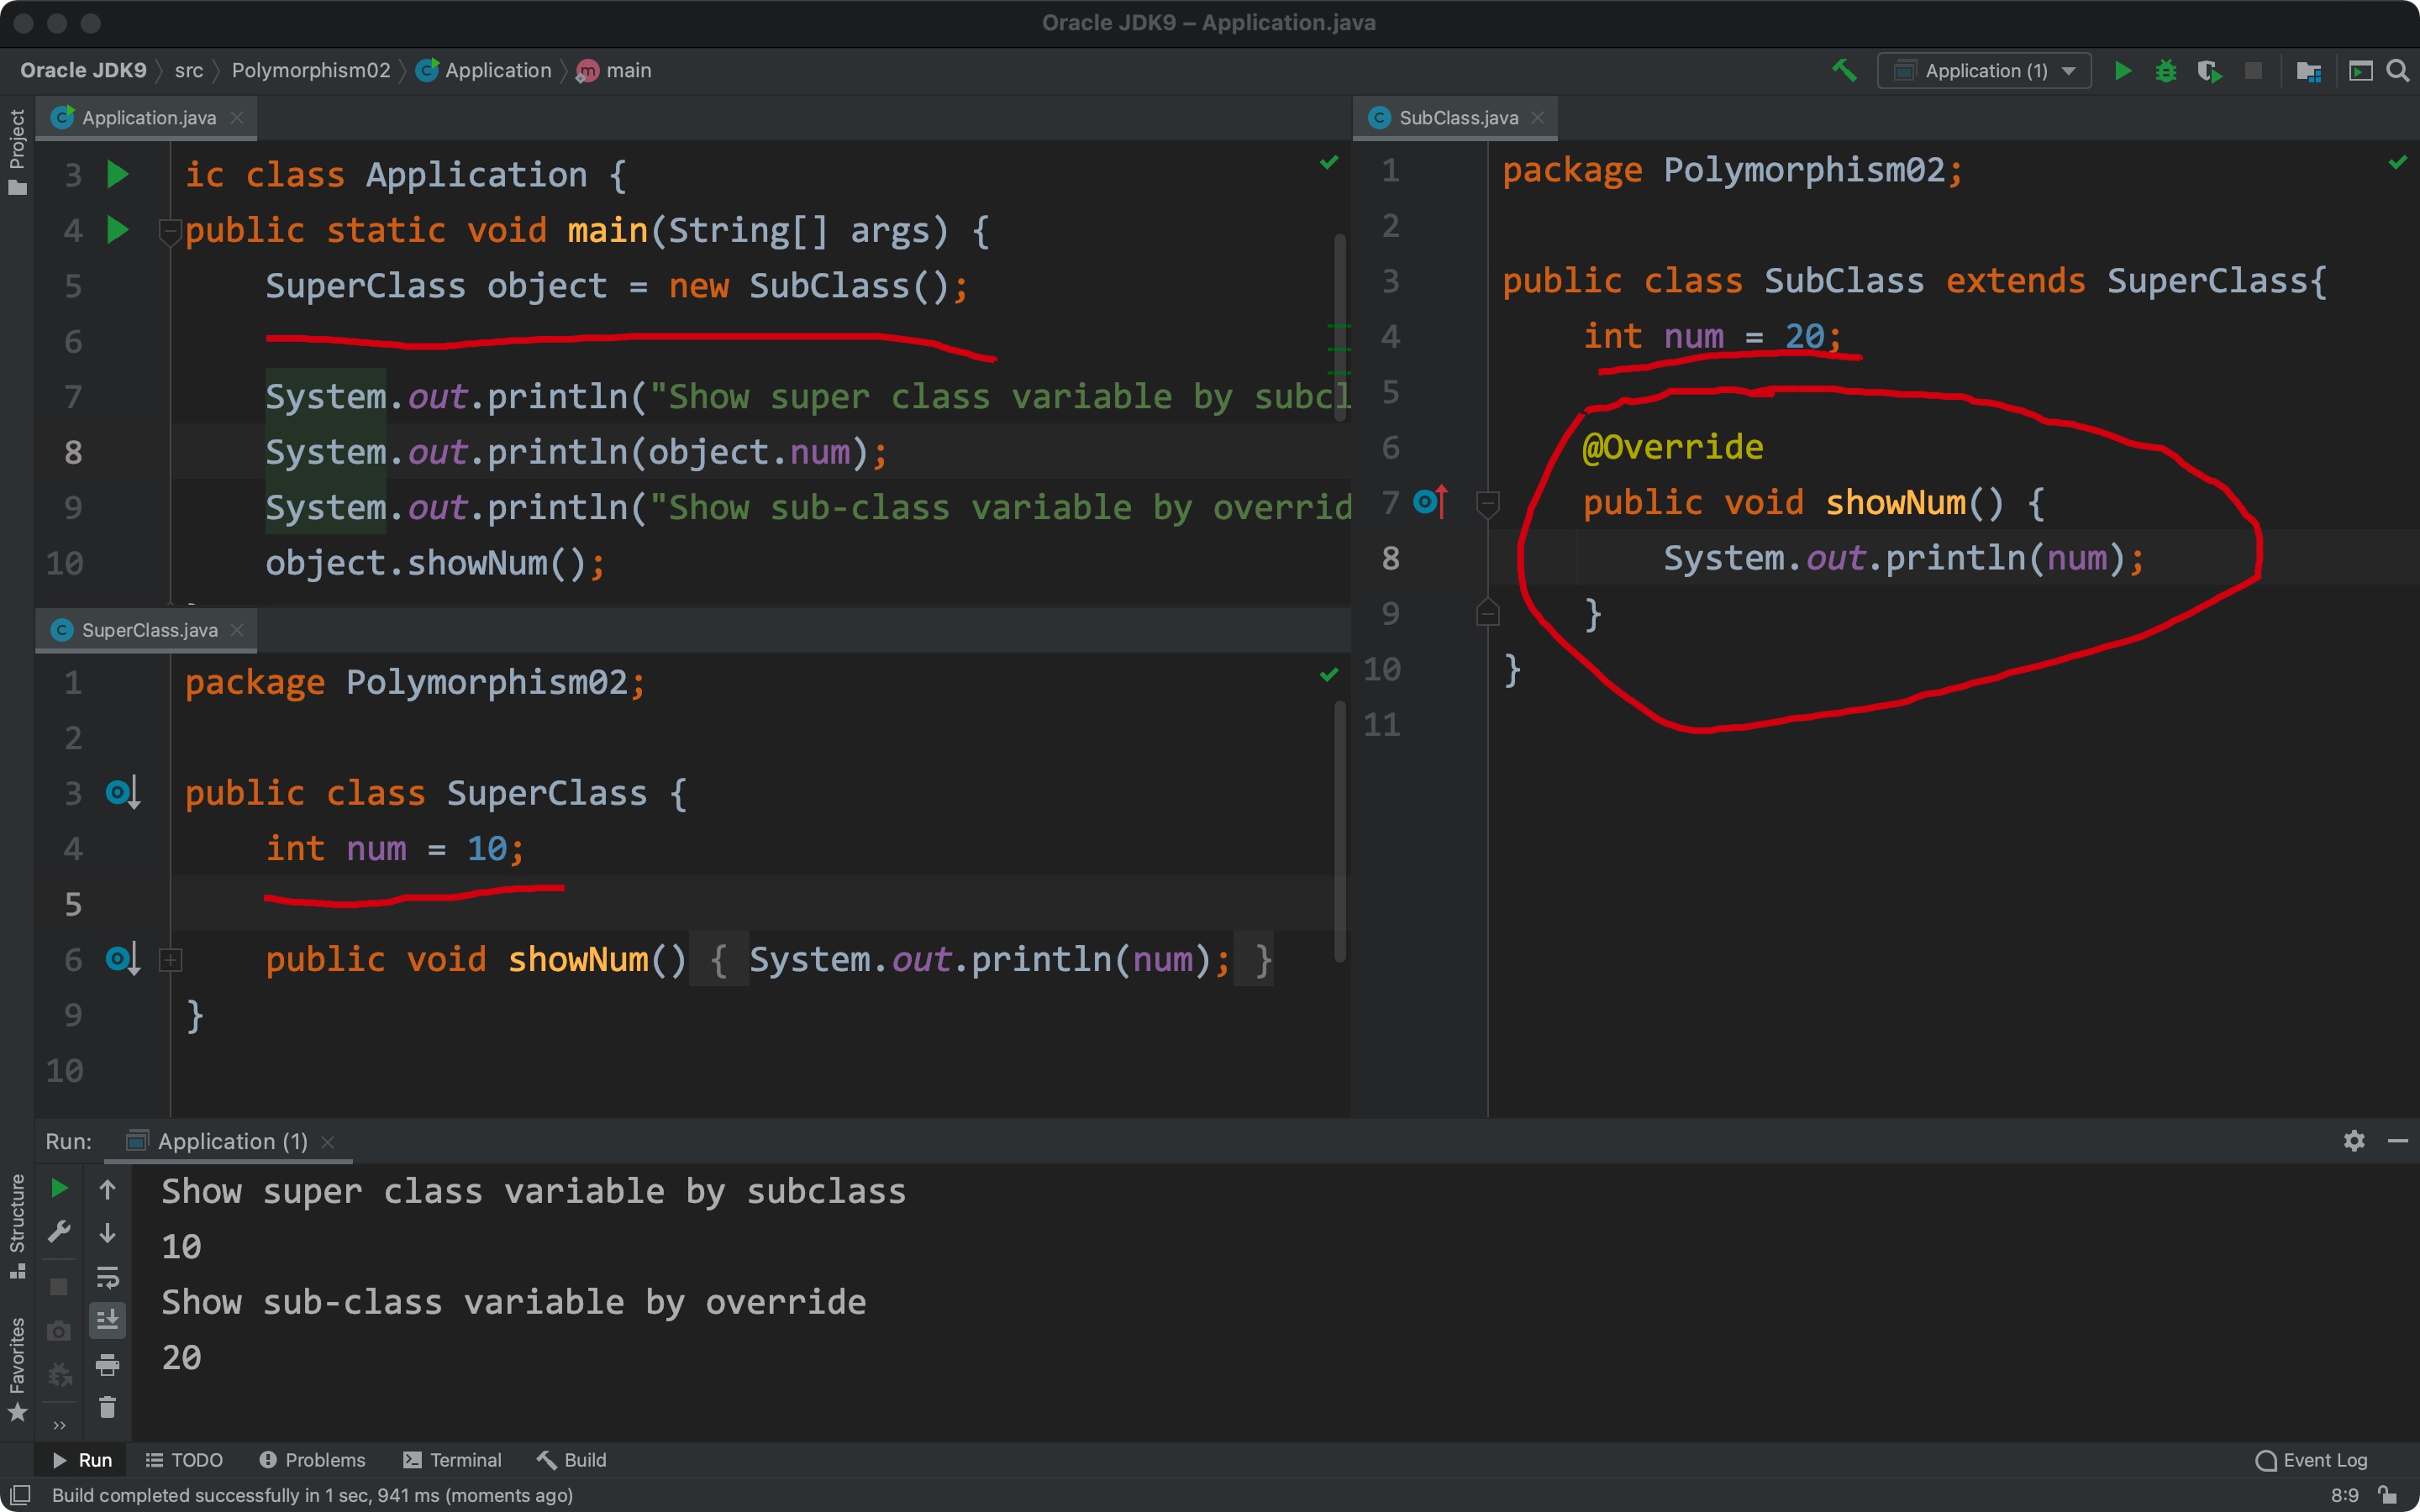 Oracle JDK9 – Application.java
Oracle JDK9 src Polymorphism02 Application main
Application (1)
Project
Application.java
3 ic class Application {
4 public static void main(String[] args) {
5 SuperClass object = new SubClass();
6
7 System.out.println("Show super class variable by subcl
8 System.out.println(object.num);
9 System.out.println("Show sub-class variable by overrid
10 object.showNum();
SuperClass.java
1 package Polymorphism02;
2
3 public class SuperClass {
4 int num = 10;
5
6 public void showNum() { System.out.println(num); }
9 }
10
SubClass.java
1 package Polymorphism02;
2
3 public class SubClass extends SuperClass{
4 int num = 20;
5
6 @Override
7 public void showNum() {
8 System.out.println(num);
9 }
10 }
11
Run: Application (1)
Structure
Favorites
Show super class variable by subclass
10
Show sub-class variable by override
20
Run TODO Problems Terminal Build Event Log
Build completed successfully in 1 sec, 941 ms (moments ago) 8:9